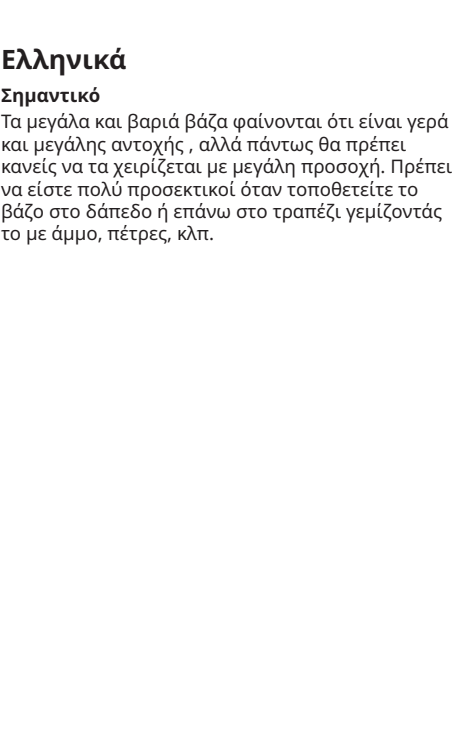 Ελληνικά
Σημαντικό
Τα μεγάλα και βαριά βάζα φαίνονται ότι είναι γερά
και μεγάλης αντοχής , αλλά πάντως θα πρέπει
κανείς να τα χειρίζεται με μεγάλη προσοχή. Πρέπει
να είστε πολύ προσεκτικοί όταν τοποθετείτε το
βάζο στο δάπεδο ή επάνω στο τραπέζι γεμίζοντάς
το με άμμο, πέτρες, κλπ.